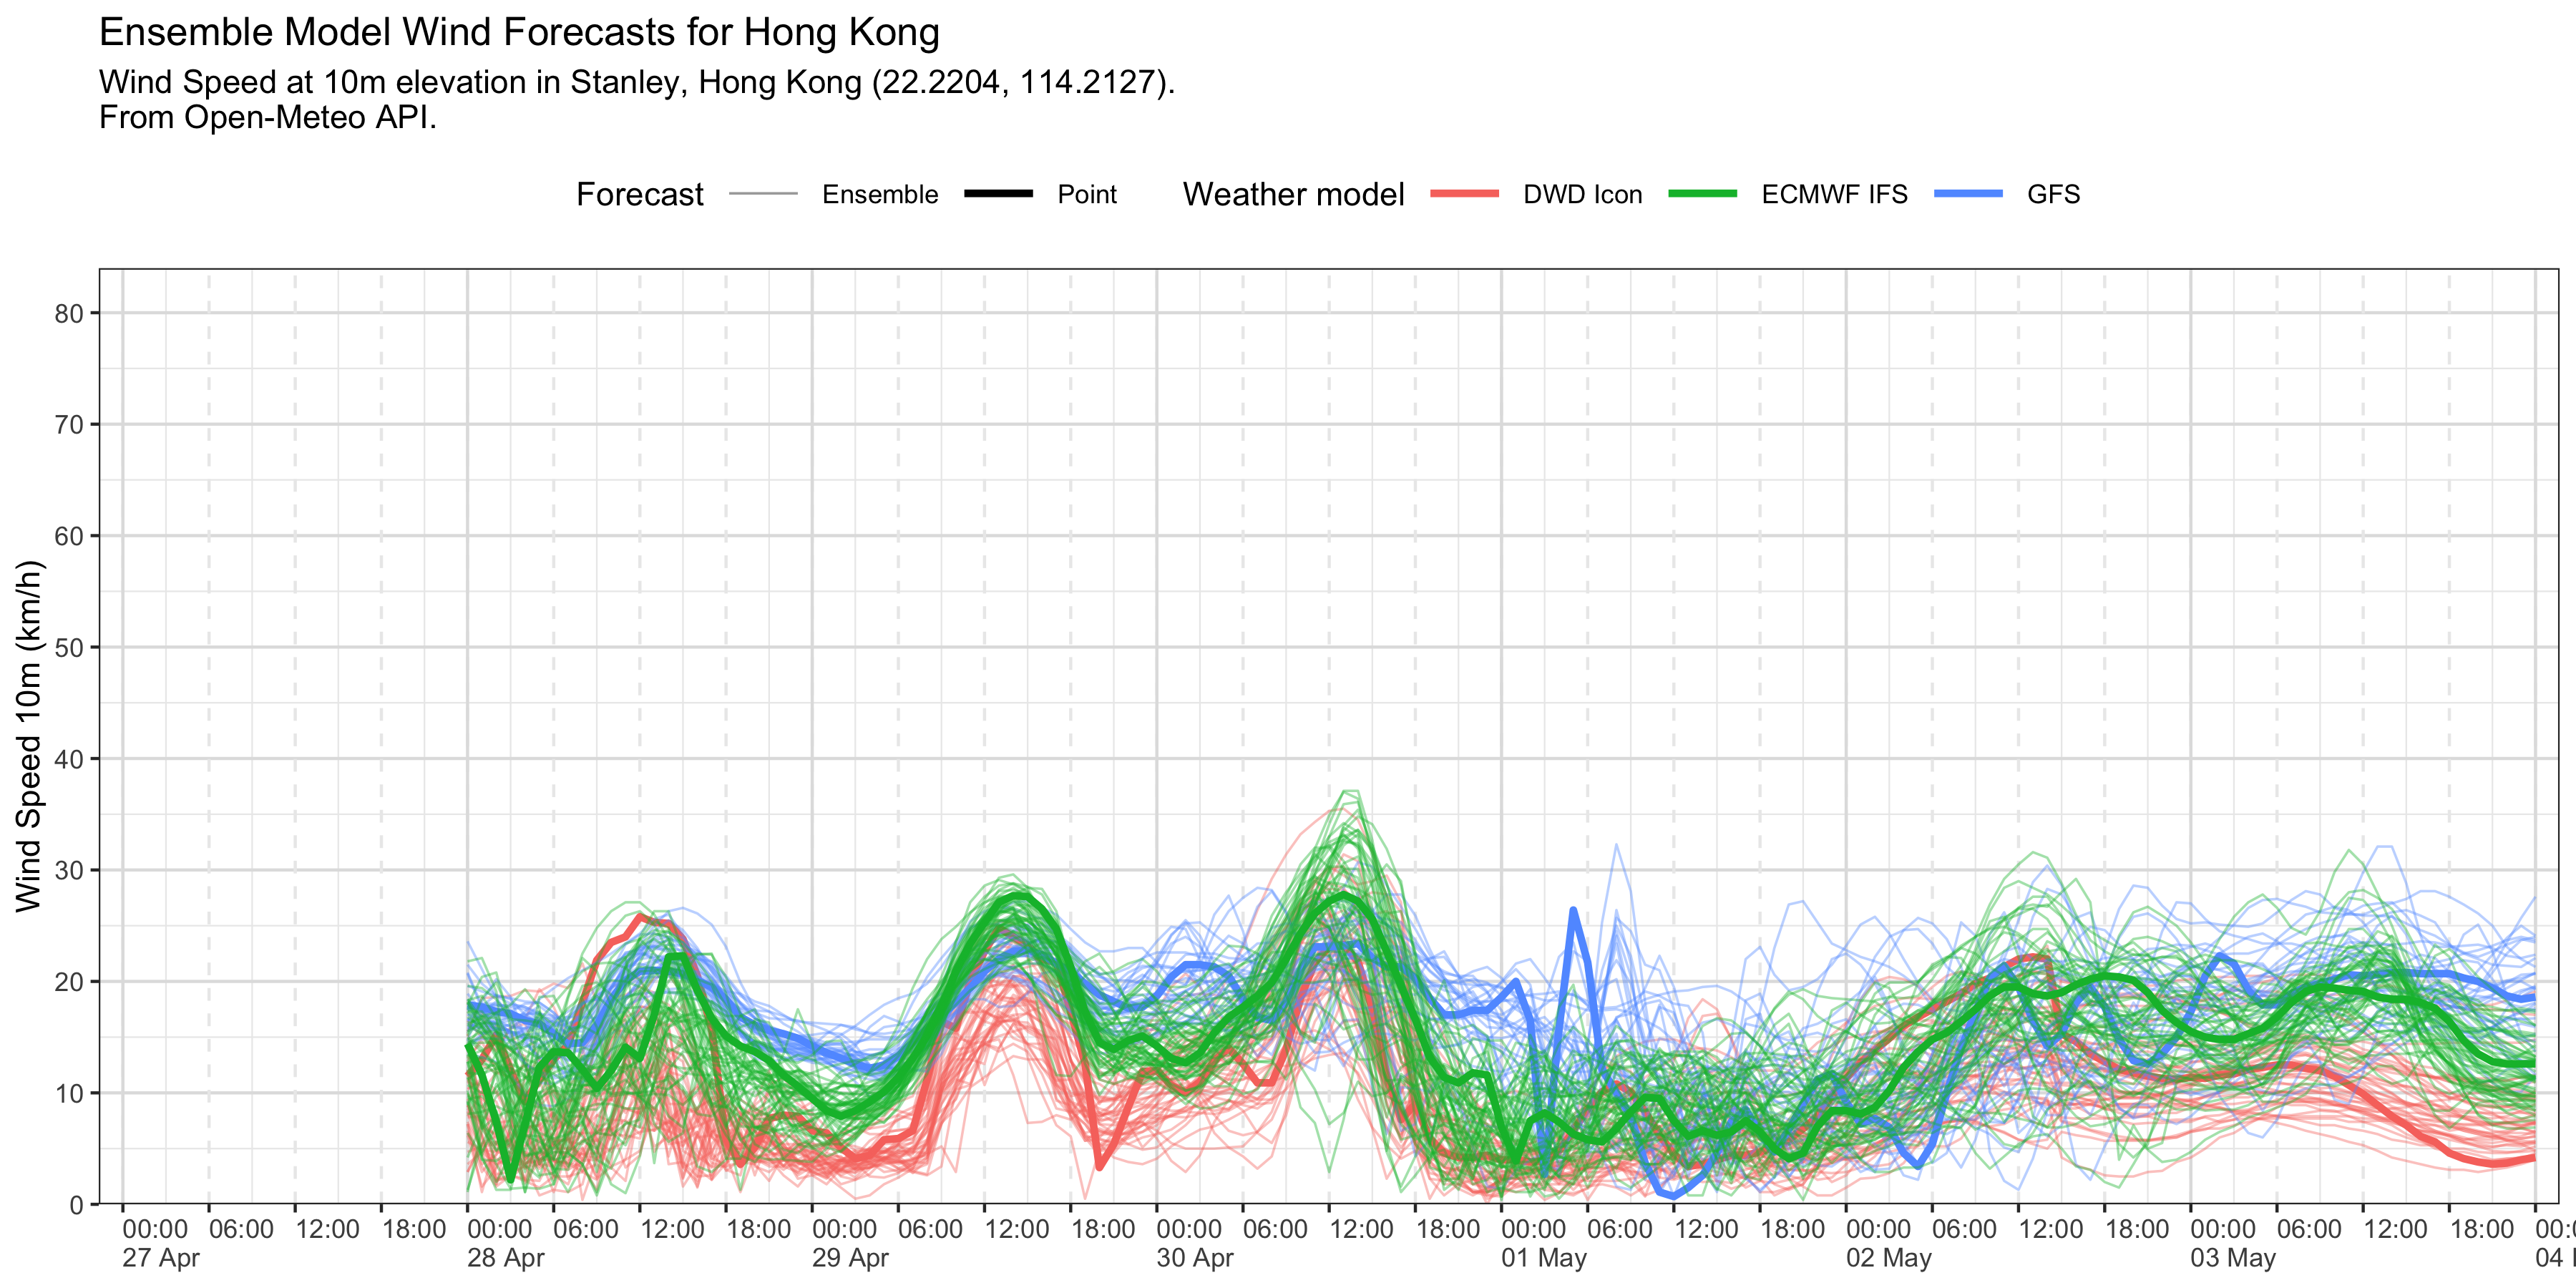 Ensemble Model Wind Forecasts for Hong Kong
Wind Speed at 10m elevation in Stanley, Hong Kong (22.2204, 114.2127).
From Open-Meteo API.
Forecast Ensemble Point Weather model DWD Icon ECMWF IFS GFS
Wind Speed 10m (km/h)
80
70
60
50
40
30
20
10
0
00:00 06:00 12:00 18:00 00:00 06:00 12:00 18:00 00:00 06:00 12:00 18:00 00:00 06:00 12:00 18:00 00:00 06:00 12:00 18:00 00:00 06:00 12:00 18:00 00:00 06:00 12:00 18:00
27 Apr 28 Apr 29 Apr 30 Apr 01 May 02 May 03 May 04